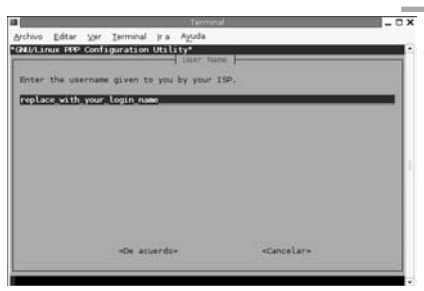 Terminal
Archivo Editar Ver Terminal Ir a Ayuda
*GNU/Linux PPP Configuration Utility*
User Name
Enter the username given to you by your ISP.
replace_with_your_login_name
<De acuerdo> <Cancelar>